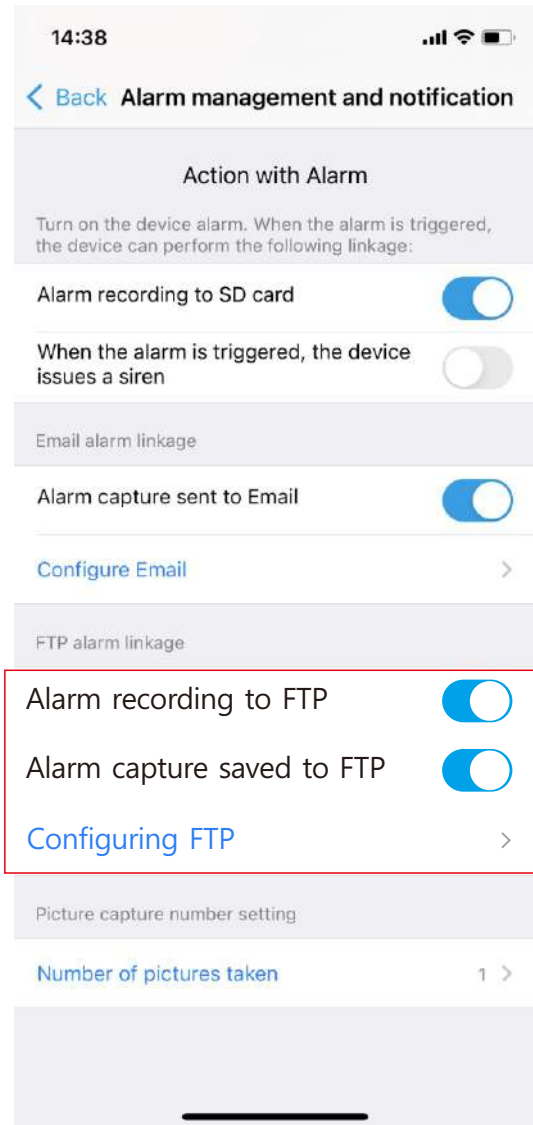 14:38
Back Alarm management and notification
Action with Alarm
Turn on the device alarm. When the alarm is triggered,
the device can perform the following linkage:
Alarm recording to SD card
When the alarm is triggered, the device
issues a siren
Email alarm linkage
Alarm capture sent to Email
Configure Email
FTP alarm linkage
Alarm recording to FTP
Alarm capture saved to FTP
Configuring FTP
Picture capture number setting
Number of pictures taken 1